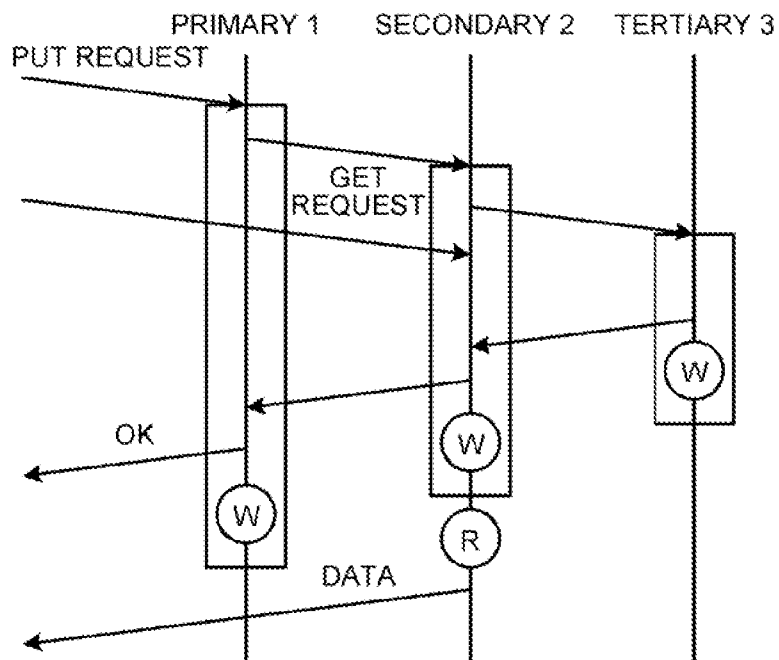 PRIMARY 1 SECONDARY 2 TERTIARY 3
PUT REQUEST
GET
REQUEST
W
OK
W
W
R
DATA